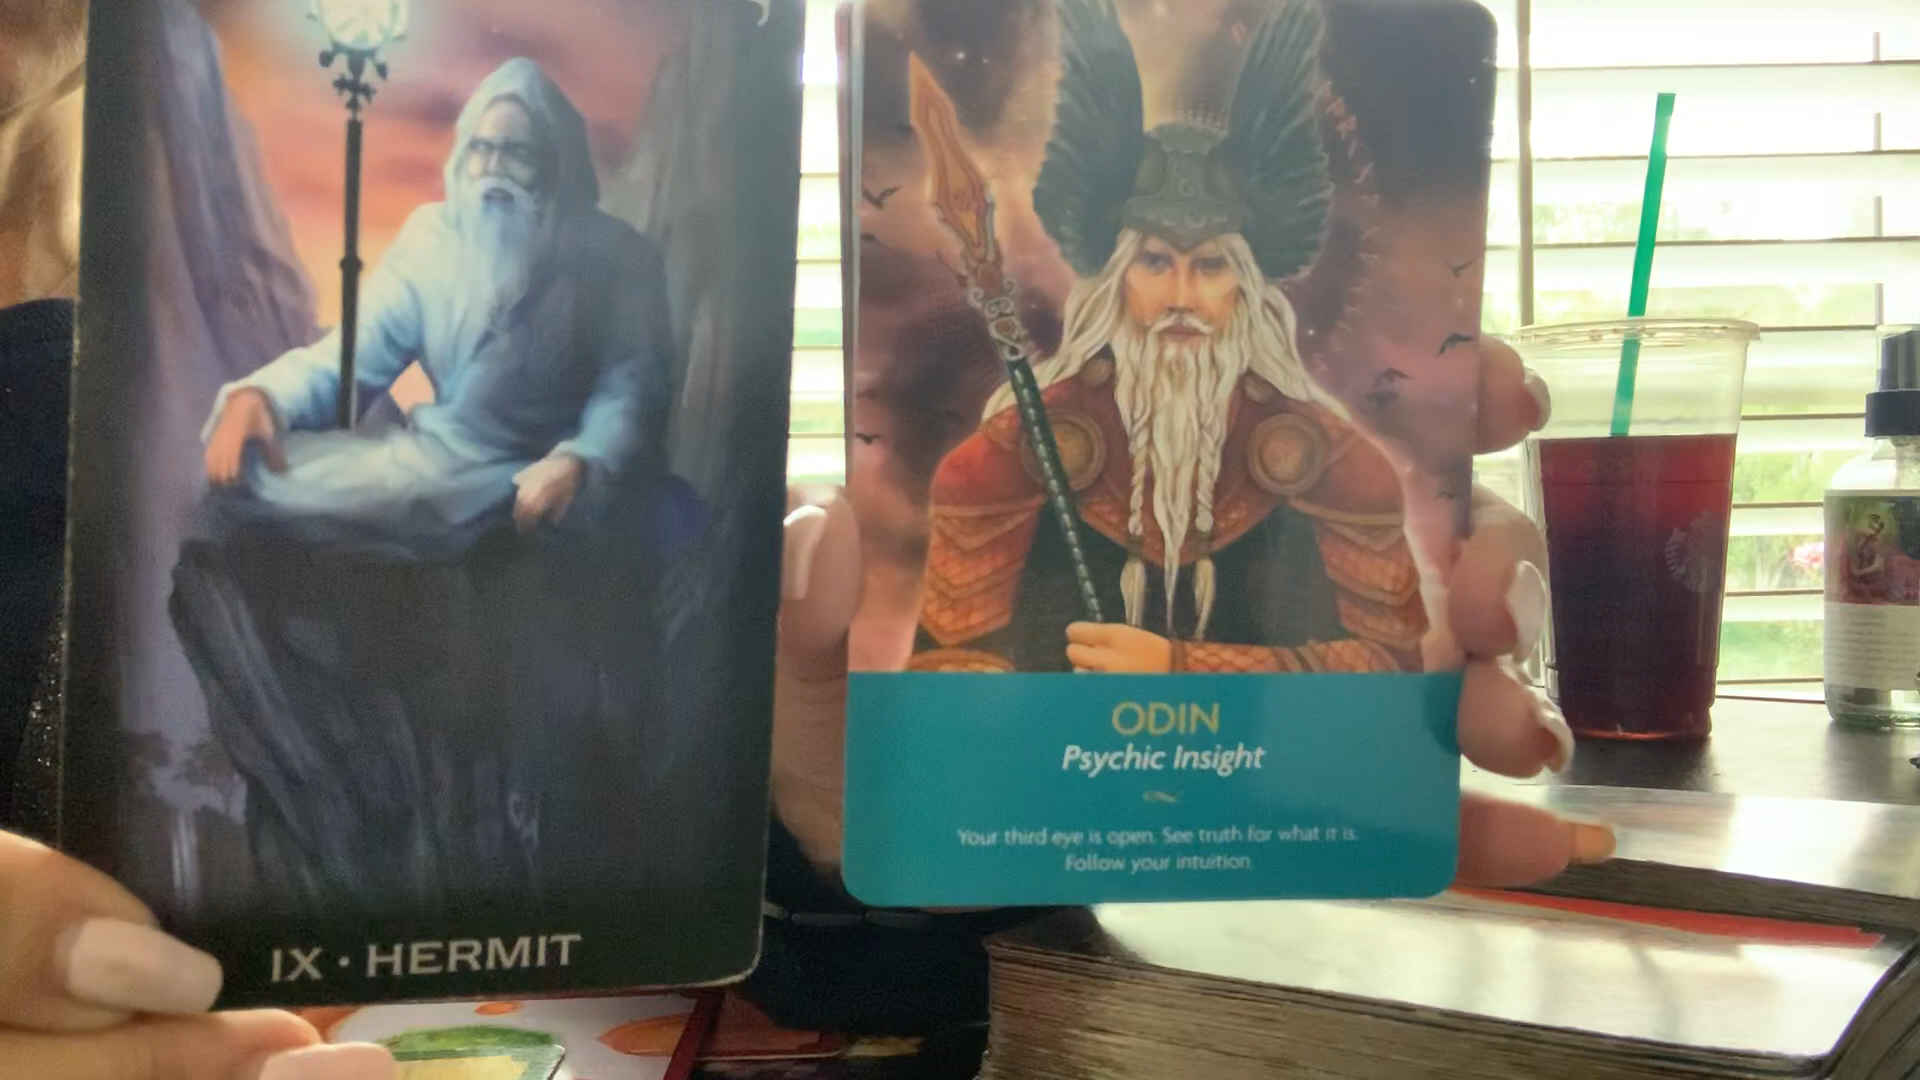 IX · HERMIT
ODIN
Psychic Insight
Your third eye is open. See truth for what it is.
Follow your intuition.